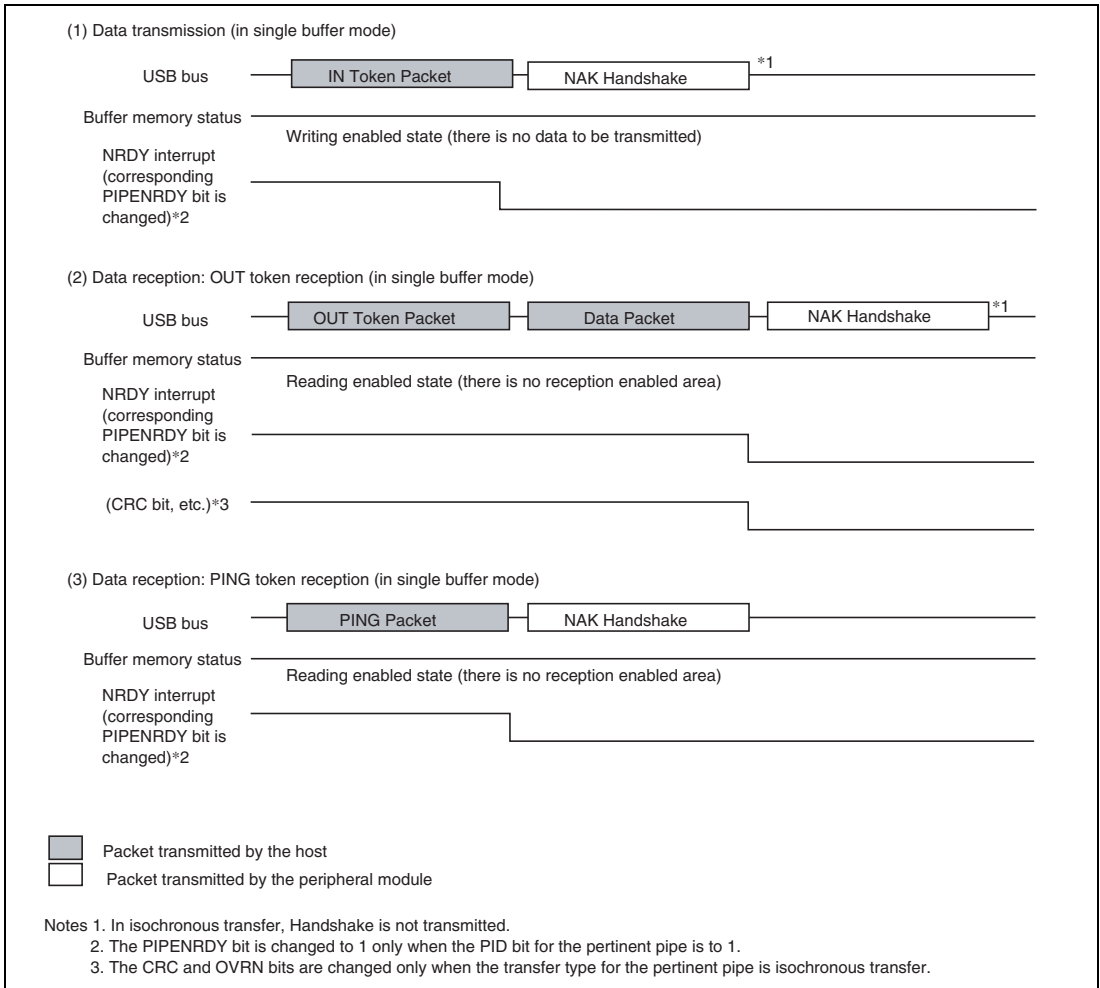 (1) Data transmission (in single buffer mode)
USB bus
IN Token Packet
NAK Handshake
*1
Buffer memory status
Writing enabled state (there is no data to be transmitted)
NRDY interrupt
(corresponding
PIPENRDY bit is
changed)*2
(2) Data reception: OUT token reception (in single buffer mode)
USB bus
OUT Token Packet
Data Packet
NAK Handshake
*1
Buffer memory status
Reading enabled state (there is no reception enabled area)
NRDY interrupt
(corresponding
PIPENRDY bit is
changed)*2
(CRC bit, etc.)*3
(3) Data reception: PING token reception (in single buffer mode)
USB bus
PING Packet
NAK Handshake
Buffer memory status
Reading enabled state (there is no reception enabled area)
NRDY interrupt
(corresponding
PIPENRDY bit is
changed)*2
Packet transmitted by the host
Packet transmitted by the peripheral module
Notes 1. In isochronous transfer, Handshake is not transmitted.
2. The PIPENRDY bit is changed to 1 only when the PID bit for the pertinent pipe is to 1.
3. The CRC and OVRN bits are changed only when the transfer type for the pertinent pipe is isochronous transfer.